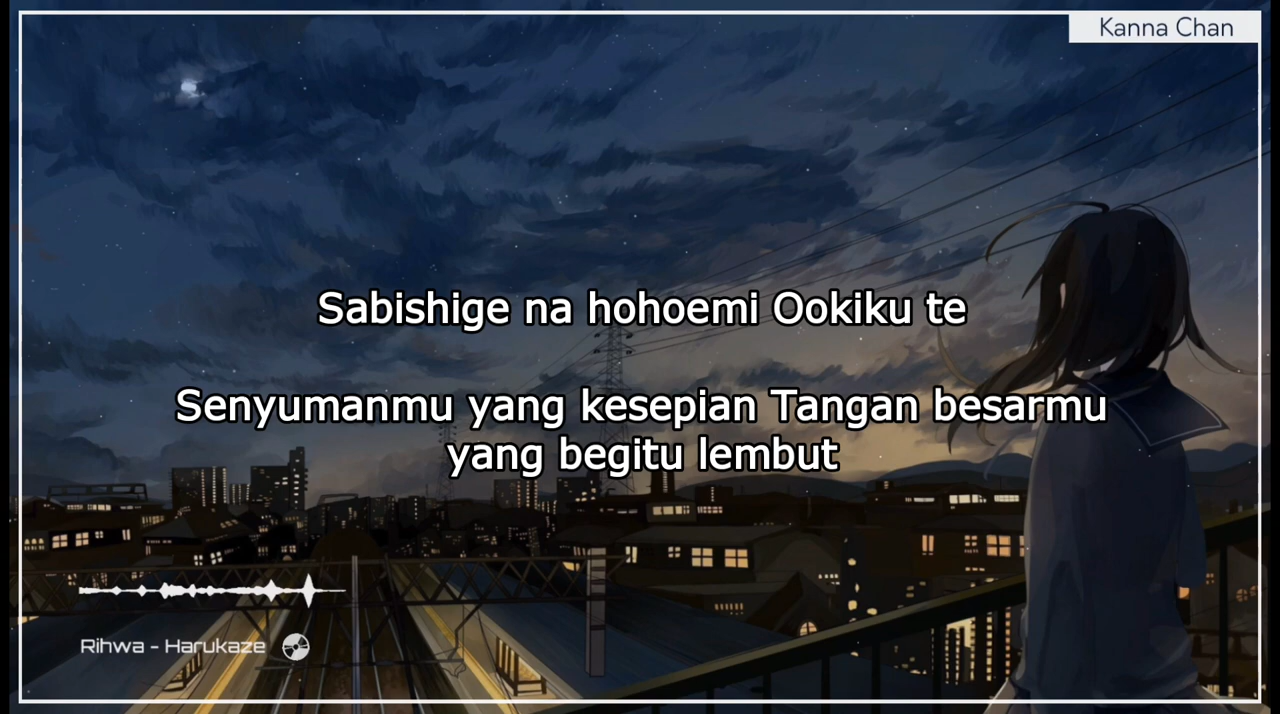 Kanna Chan
Sabishige na hohoemi Ookiku te
Senyumanmu yang kesepian Tangan besarmu
yang begitu lembut
Rihwa - Harukaze